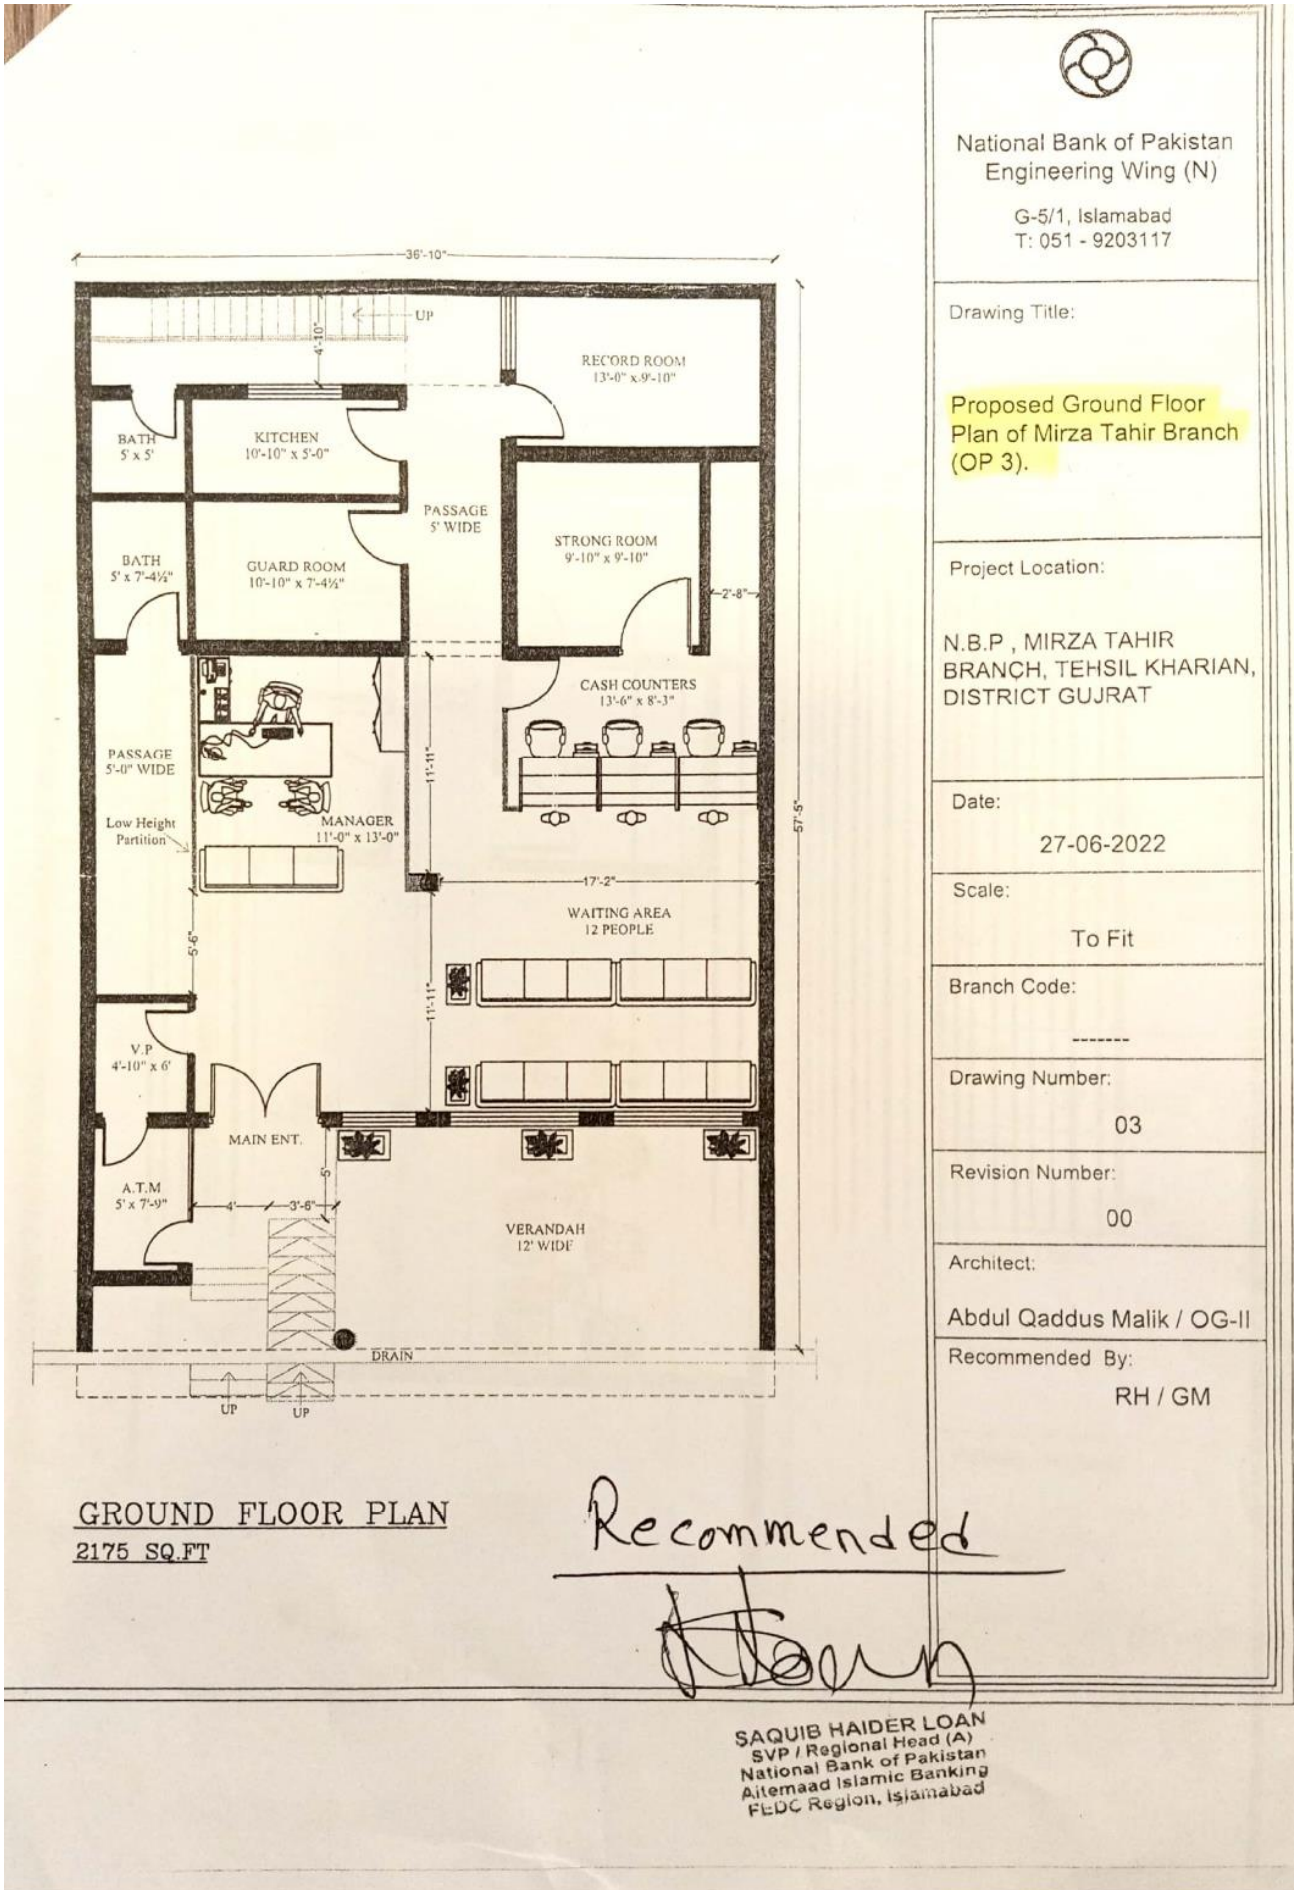 36'-10"
UP
4'-10"
RECORD ROOM
13'-0" x 9'-10"
BATH
5' x 5'
KITCHEN
10'-10" x 5'-0"
PASSAGE
5' WIDE
STRONG ROOM
9'-10" x 9'-10"
BATH
5' x 7'-4½"
GUARD ROOM
10'-10" x 7'-4½"
2'-8"
CASH COUNTERS
13'-6" x 8'-3"
PASSAGE
5'-0" WIDE
11'-11"
57'-5"
Low Height
Partition
MANAGER
11'-0" x 13'-0"
17'-2"
WAITING AREA
12 PEOPLE
5'-6"
11'-11"
V.P
4'-10" x 6'
MAIN ENT.
5'
A.T.M
5' x 7'-9"
4'
3'-6"
VERANDAH
12' WIDE
DRAIN
UP
UP
GROUND FLOOR PLAN
2175 SQ.FT
National Bank of Pakistan
Engineering Wing (N)
G-5/1, Islamabad
T: 051 - 9203117
Drawing Title:
Proposed Ground Floor
Plan of Mirza Tahir Branch
(OP 3).
Project Location:
N.B.P , MIRZA TAHIR
BRANCH, TEHSIL KHARIAN,
DISTRICT GUJRAT
Date:
27-06-2022
Scale:
To Fit
Branch Code:
-------
Drawing Number:
03
Revision Number:
00
Architect:
Abdul Qaddus Malik / OG-II
Recommended By:
RH / GM
Recommended
SAQUIB HAIDER LOAN
SVP / Regional Head (A)
National Bank of Pakistan
Aitemaad Islamic Banking
FEDC Region, Islamabad